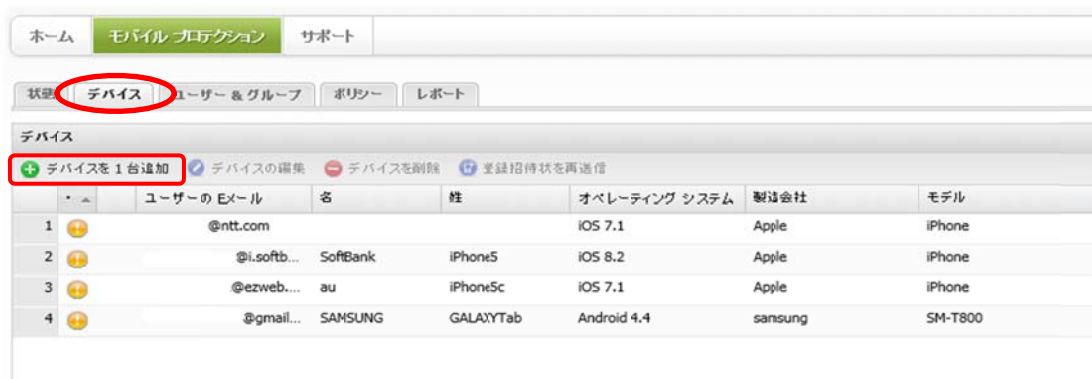 ホーム モバイル プロテクション サポート
状態 デバイス ユーザー & グループ ポリシー レポート
デバイス
デバイスを 1 台追加 デバイスの編集 デバイスを削除 登録招待状を再送信
ユーザーの Eメール 名 姓 オペレーティング システム 製造会社 モデル
1 @ntt.com iOS 7.1 Apple iPhone
2 @i.softb... SoftBank iPhone5 iOS 8.2 Apple iPhone
3 @ezweb.... au iPhone5c iOS 7.1 Apple iPhone
4 @gmail... SAMSUNG GALAXYTab Android 4.4 samsung SM-T800